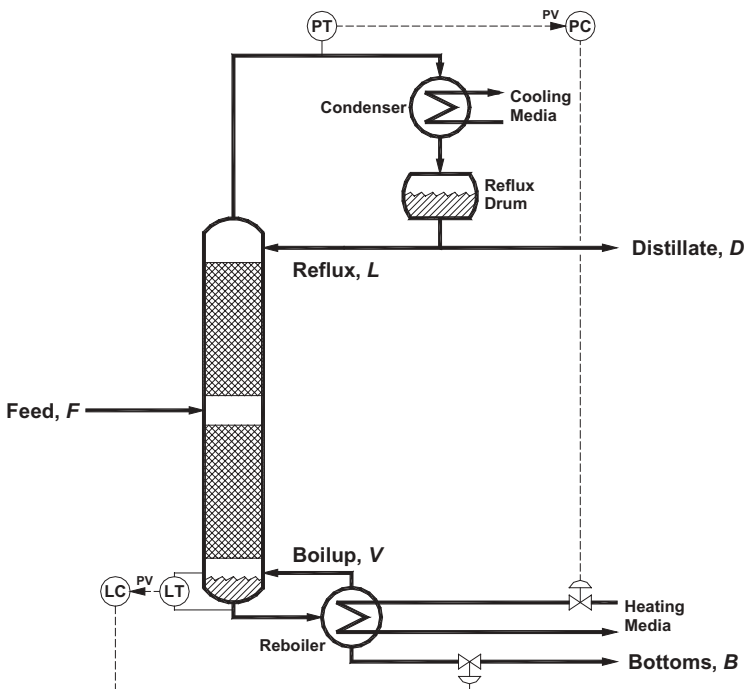 PT
PV
PC
Condenser
Cooling
Media
Reflux
Drum
Reflux, L
Distillate, D
Feed, F
Boilup, V
LC
PV
LT
Reboiler
Heating
Media
Bottoms, B